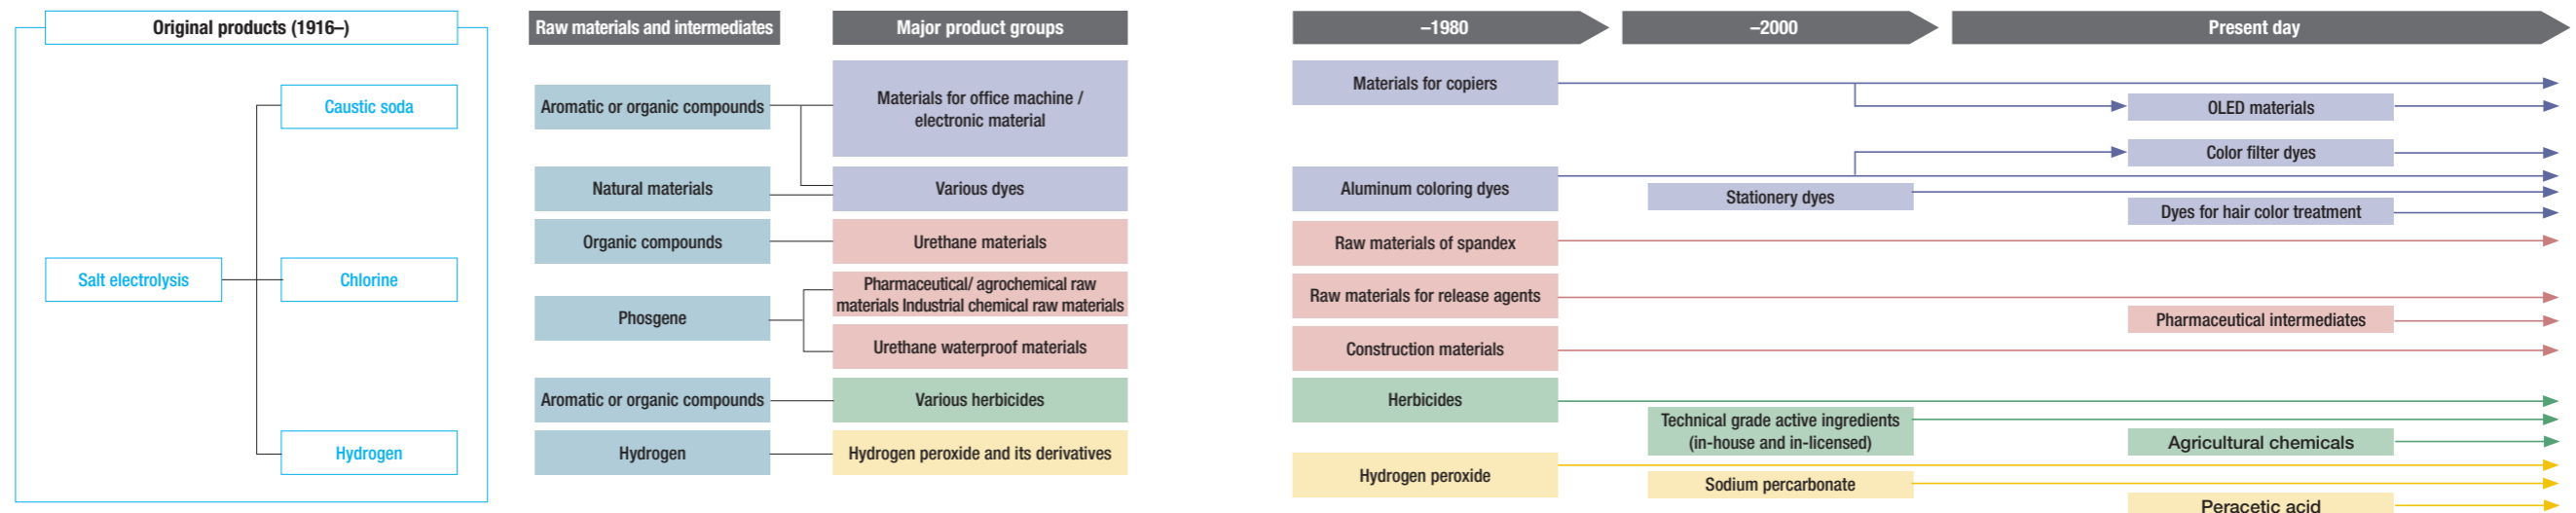 Original products (1916–)
Salt electrolysis
Caustic soda
Chlorine
Hydrogen
Raw materials and intermediates
Major product groups
Aromatic or organic compounds
Materials for office machine /
electronic material
Natural materials
Various dyes
Organic compounds
Urethane materials
Phosgene
Pharmaceutical/ agrochemical raw
materials Industrial chemical raw materials
Urethane waterproof materials
Aromatic or organic compounds
Various herbicides
Hydrogen
Hydrogen peroxide and its derivatives
–1980
–2000
Present day
Materials for copiers
OLED materials
Color filter dyes
Aluminum coloring dyes
Stationery dyes
Dyes for hair color treatment
Raw materials of spandex
Raw materials for release agents
Pharmaceutical intermediates
Construction materials
Herbicides
Technical grade active ingredients
(in-house and in-licensed)
Agricultural chemicals
Hydrogen peroxide
Sodium percarbonate
Peracetic acid